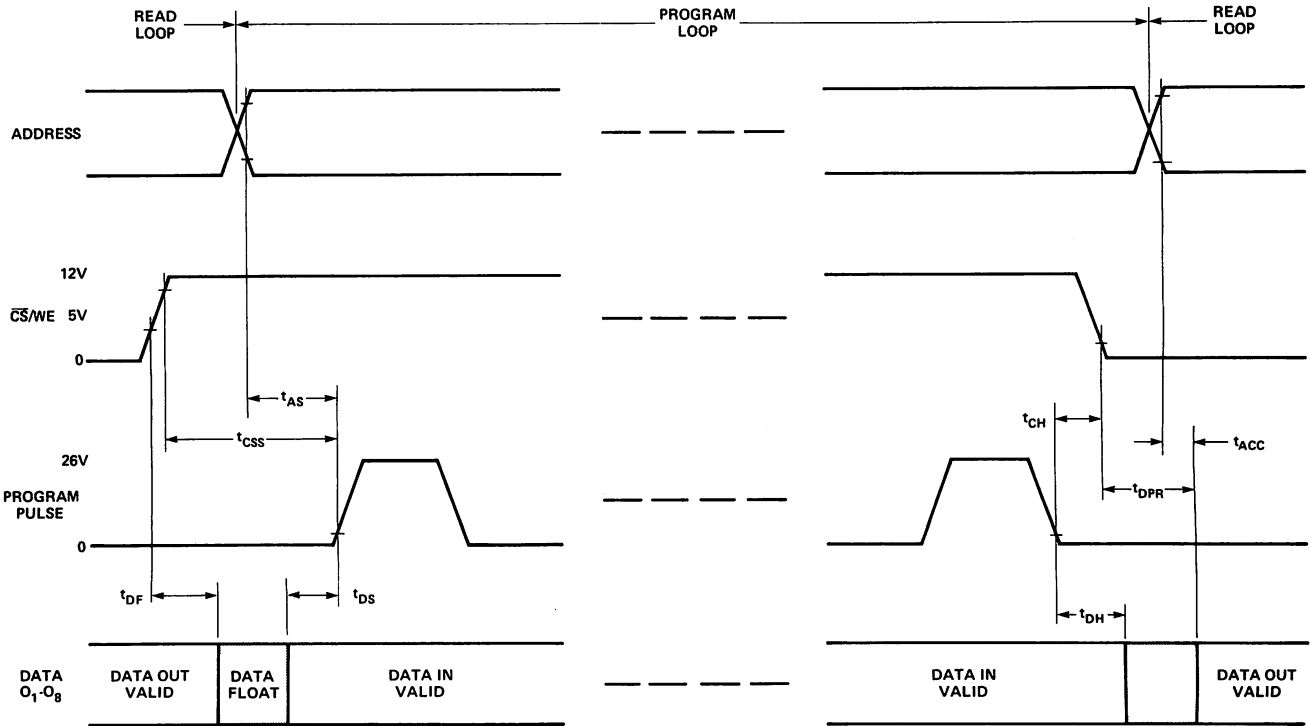 READ
LOOP
PROGRAM
LOOP
READ
LOOP
ADDRESS
12V
CS/WE 5V
0
tAS
tCSS
tCH
tACC
26V
tDPR
PROGRAM
PULSE
0
tDF
tDS
tDH
DATA
O1-O8
DATA OUT
VALID
DATA
FLOAT
DATA IN
VALID
DATA IN
VALID
DATA OUT
VALID